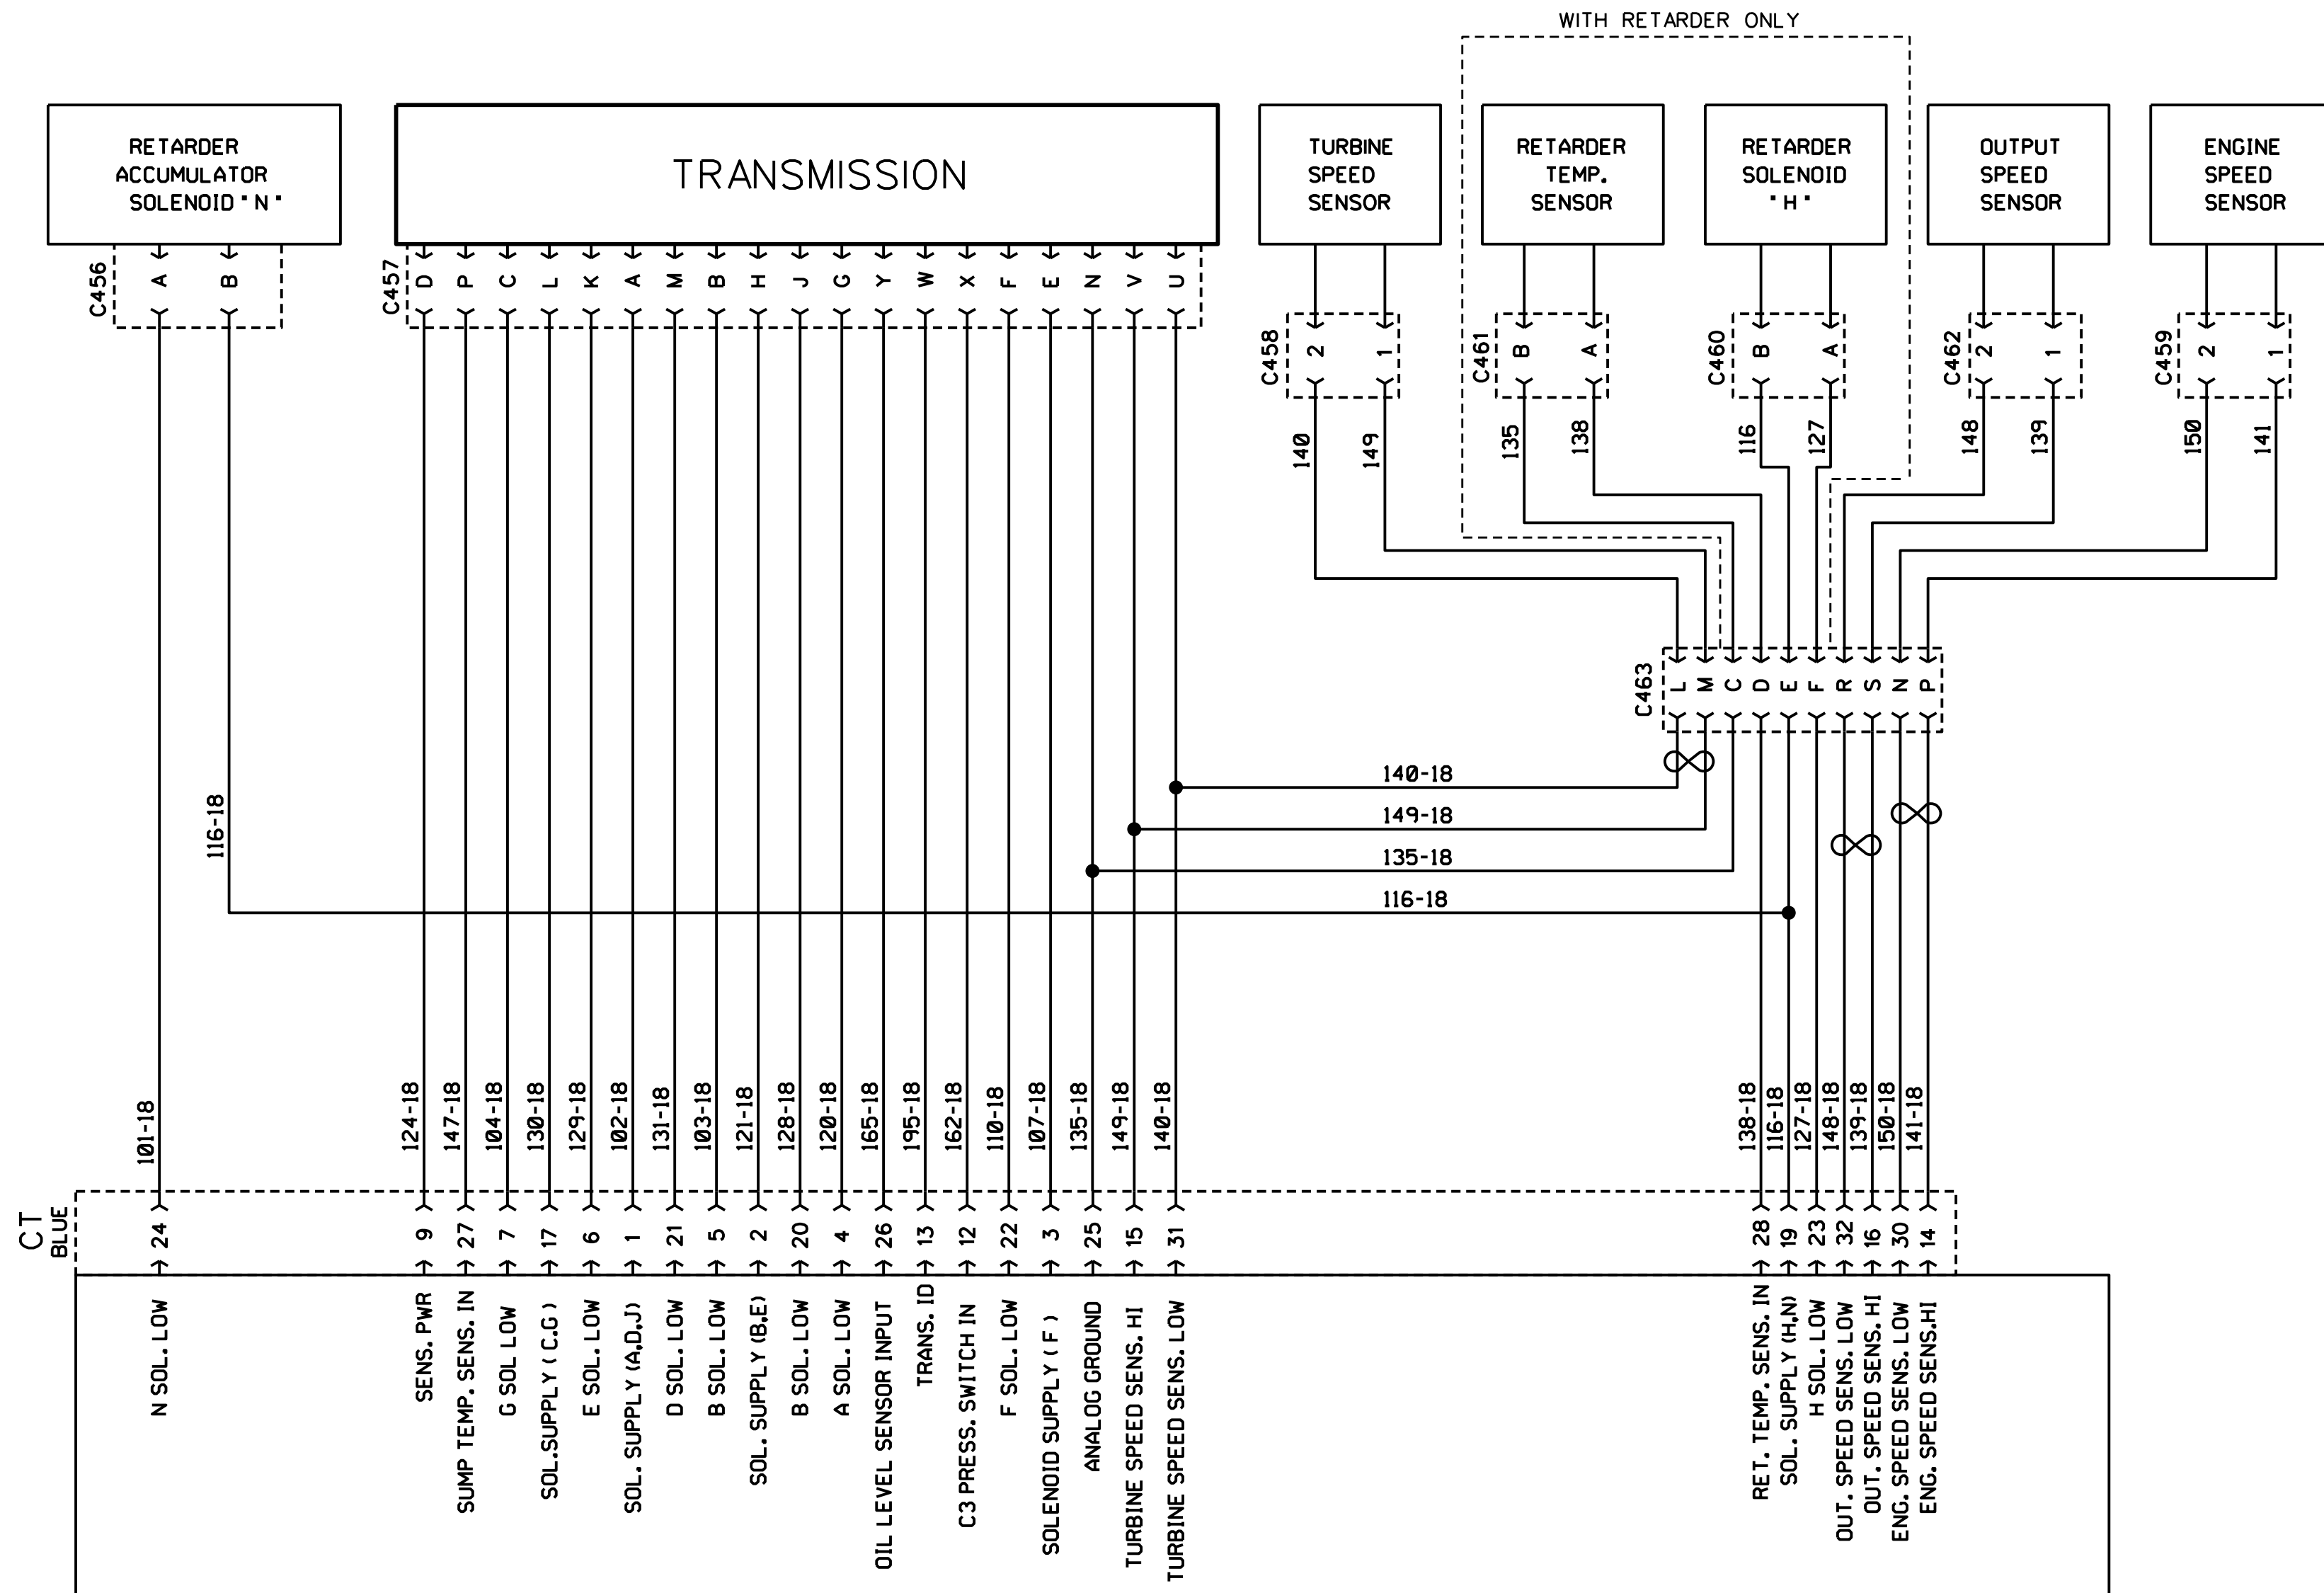 WITH RETARDER ONLY
RETARDER
ACCUMULATOR
SOLENOID "N"
TRANSMISSION
TURBINE
SPEED
SENSOR
RETARDER
TEMP.
SENSOR
RETARDER
SOLENOID
"H"
OUTPUT
SPEED
SENSOR
ENGINE
SPEED
SENSOR
C456
A
B
C457
D
P
C
L
K
A
M
B
H
J
G
Y
W
X
F
E
N
V
U
C458
2
1
C461
B
A
C460
B
A
C462
2
1
C459
2
1
140
149
135
138
116
127
148
139
150
141
C463
L
M
C
D
E
F
R
S
N
P
140-18
149-18
135-18
116-18
116-18
101-18
124-18
147-18
104-18
130-18
129-18
102-18
131-18
103-18
121-18
128-18
120-18
165-18
195-18
162-18
110-18
107-18
135-18
149-18
140-18
138-18
116-18
127-18
148-18
139-18
150-18
141-18
CT
BLUE
24
9
27
7
17
6
1
21
5
2
20
4
26
13
12
22
3
25
15
31
28
19
23
32
16
30
14
N SOL. LOW
SENS. PWR
SUMP TEMP. SENS. IN
G SOL LOW
SOL.SUPPLY ( C.G )
E SOL. LOW
SOL. SUPPLY (A,D,J)
D SOL. LOW
B SOL. LOW
SOL. SUPPLY (B,E)
B SOL. LOW
A SOL. LOW
OIL LEVEL SENSOR INPUT
TRANS. ID
C3 PRESS. SWITCH IN
F SOL. LOW
SOLENOID SUPPLY ( F )
ANALOG GROUND
TURBINE SPEED SENS. HI
TURBINE SPEED SENS. LOW
RET. TEMP. SENS. IN
SOL. SUPPLY (H,N)
H SOL. LOW
OUT. SPEED SENS. LOW
OUT. SPEED SENS. HI
ENG. SPEED SENS. LOW
ENG. SPEED SENS.HI